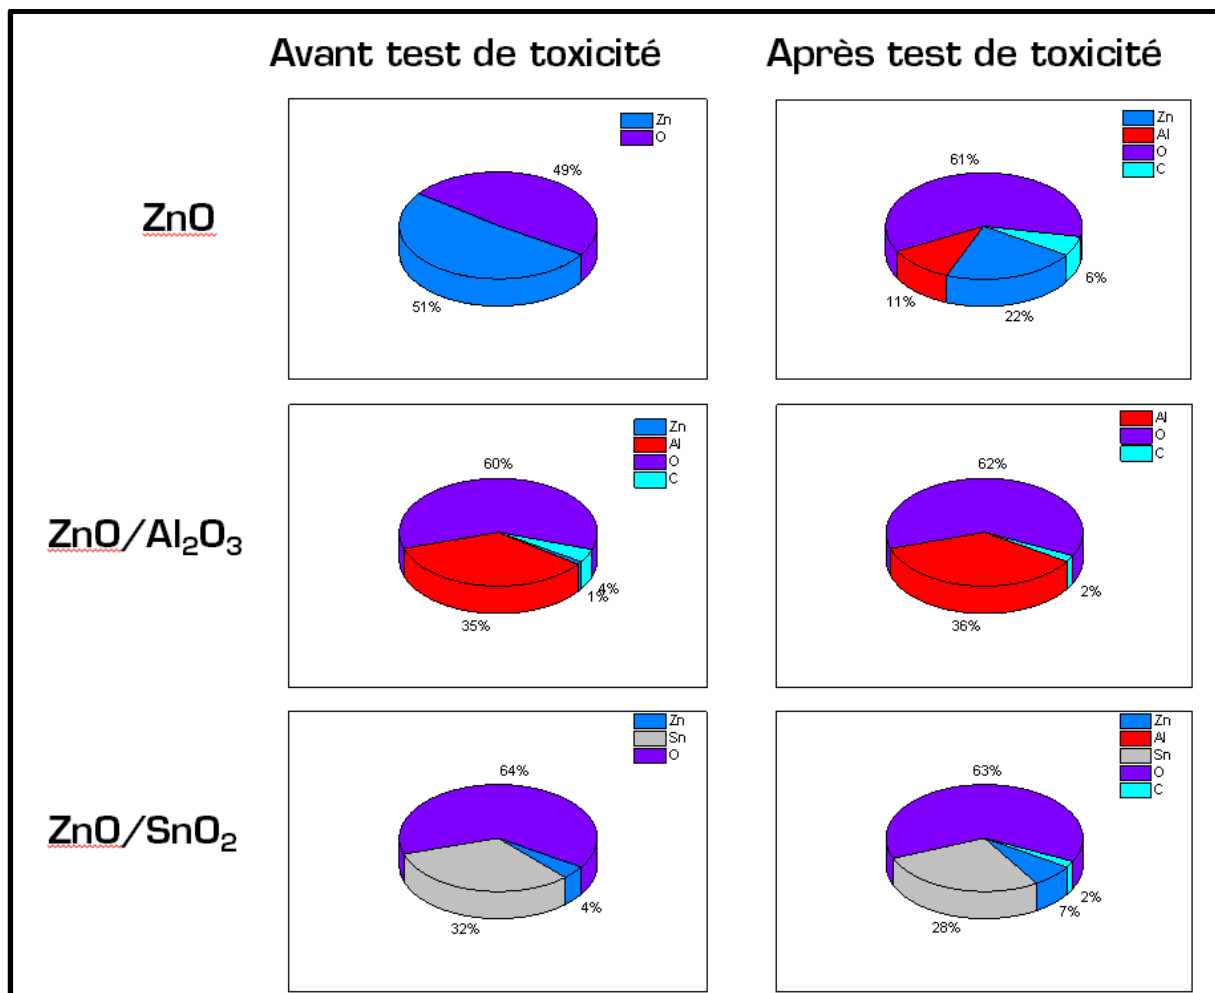 Avant test de toxicité
Après test de toxicité
ZnO
Zn
O
49%
51%
Zn
Al
O
C
61%
6%
11%
22%
ZnO/Al₂O₃
Zn
Al
O
C
60%
4%
1%
35%
Al
O
C
62%
2%
36%
ZnO/SnO₂
Zn
Sn
O
64%
4%
32%
Zn
Al
Sn
O
C
63%
2%
7%
28%